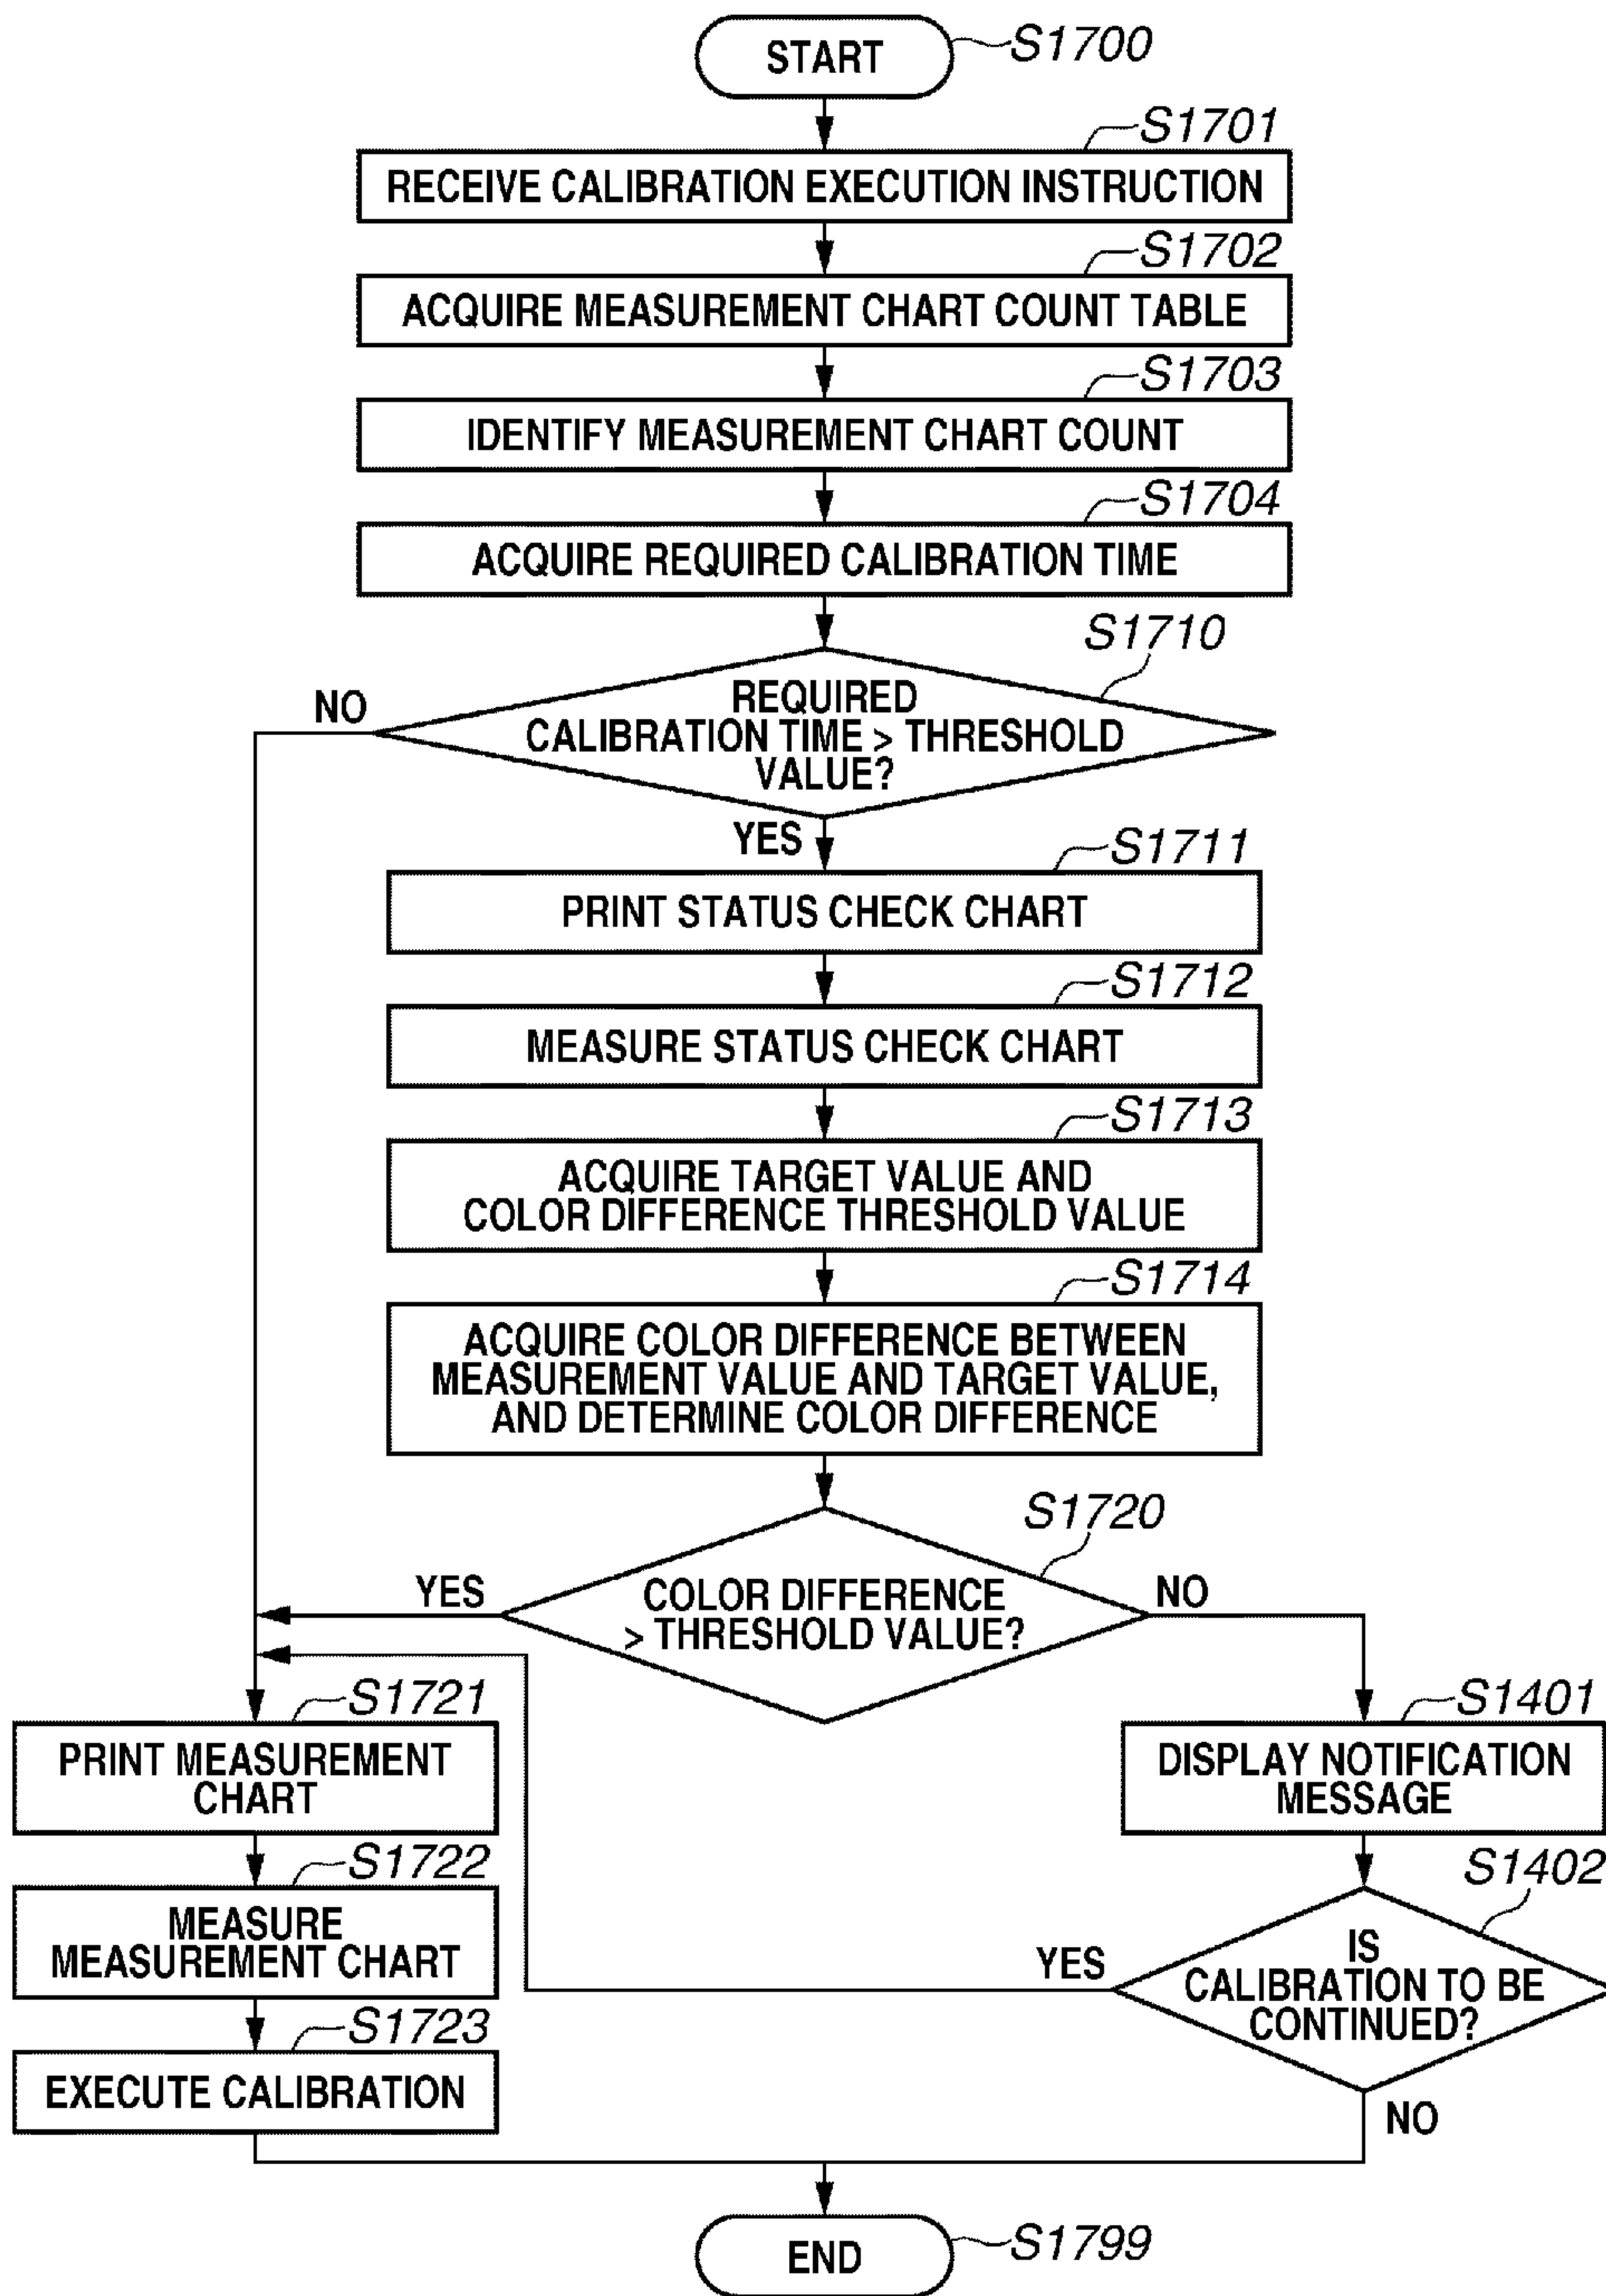 START
S1700
S1701
RECEIVE CALIBRATION EXECUTION INSTRUCTION
S1702
ACQUIRE MEASUREMENT CHART COUNT TABLE
S1703
IDENTIFY MEASUREMENT CHART COUNT
S1704
ACQUIRE REQUIRED CALIBRATION TIME
S1710
NO
REQUIRED
CALIBRATION TIME > THRESHOLD
VALUE?
YES
S1711
PRINT STATUS CHECK CHART
S1712
MEASURE STATUS CHECK CHART
S1713
ACQUIRE TARGET VALUE AND
COLOR DIFFERENCE THRESHOLD VALUE
S1714
ACQUIRE COLOR DIFFERENCE BETWEEN
MEASUREMENT VALUE AND TARGET VALUE,
AND DETERMINE COLOR DIFFERENCE
S1720
YES
COLOR DIFFERENCE
> THRESHOLD VALUE?
NO
S1721
PRINT MEASUREMENT
CHART
S1401
DISPLAY NOTIFICATION
MESSAGE
S1722
MEASURE
MEASUREMENT CHART
S1402
YES
IS
CALIBRATION TO BE
CONTINUED?
NO
S1723
EXECUTE CALIBRATION
END
S1799